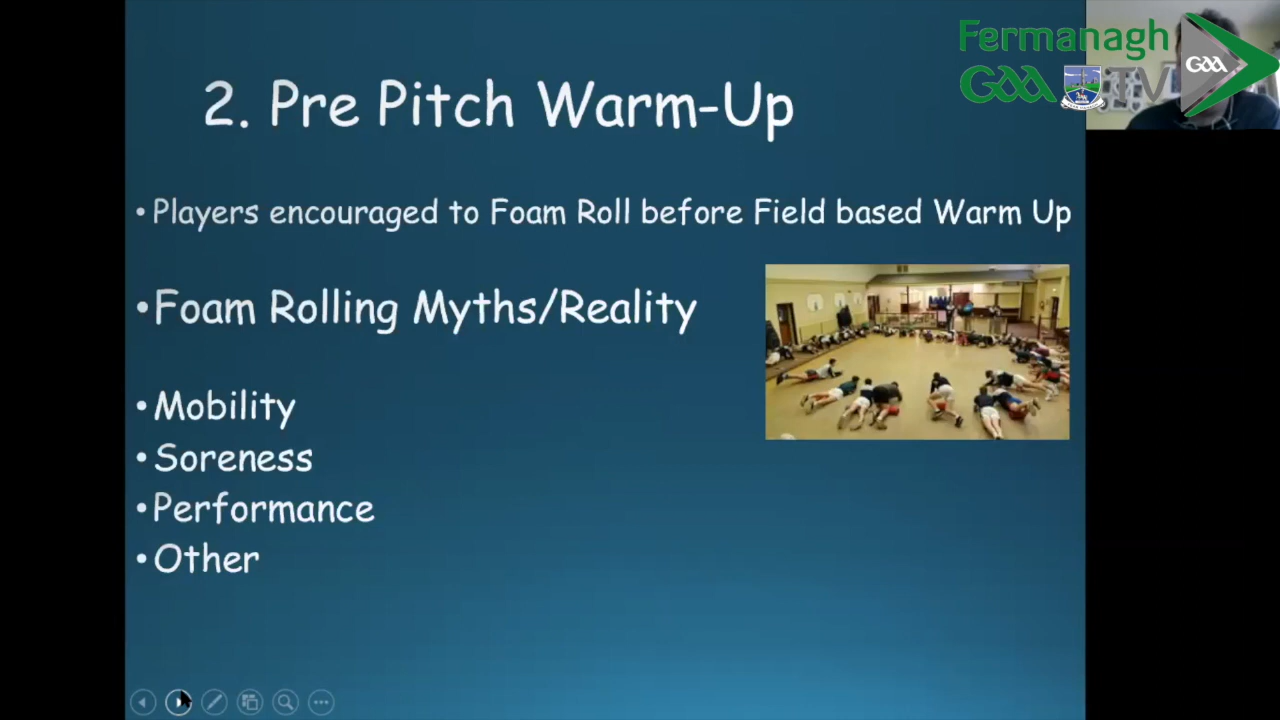 Fermanagh
GAA TV
GAA
2. Pre Pitch Warm-Up
• Players encouraged to Foam Roll before Field based Warm Up
• Foam Rolling Myths/Reality
• Mobility
• Soreness
• Performance
• Other